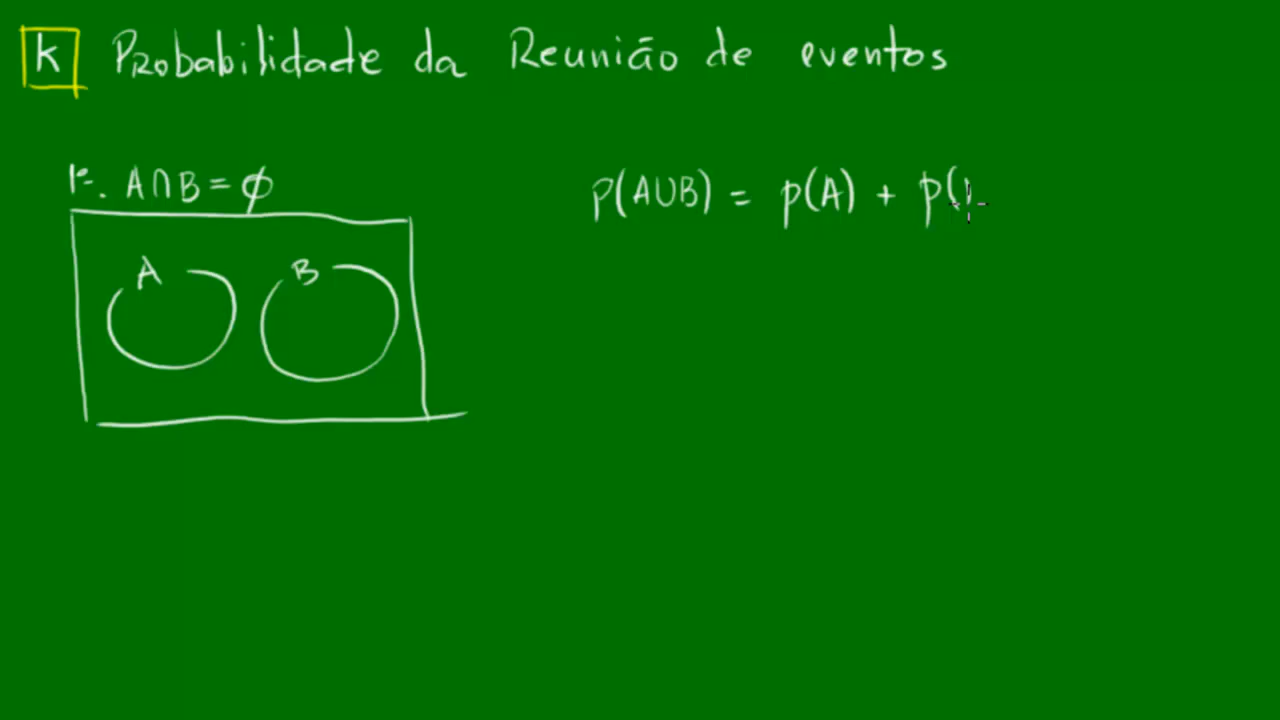 k Probabilidade da Reunião de eventos
1º. A∩B = ∅
p(A∪B) = p(A) + p(
A B